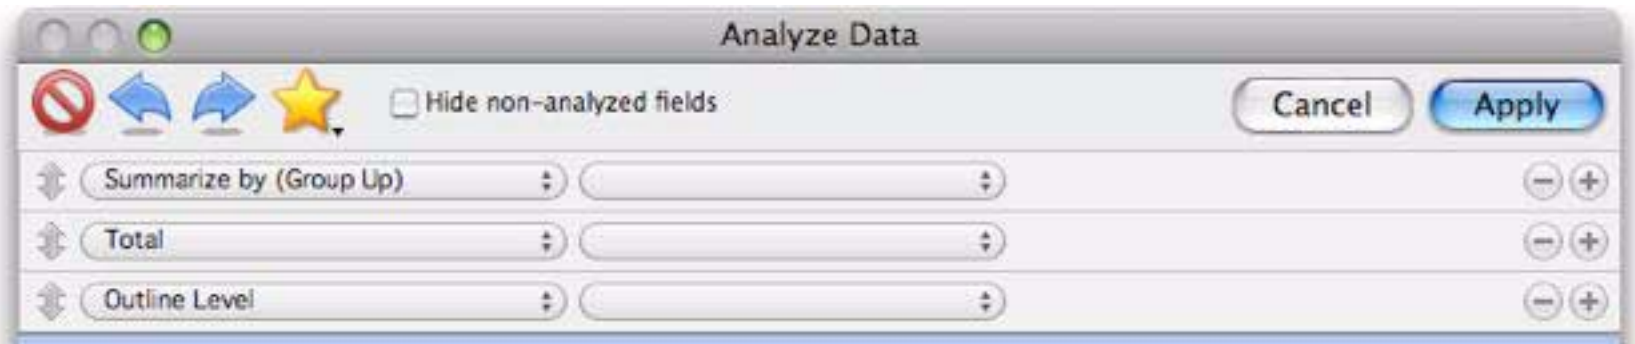 Analyze Data
Hide non-analyzed fields Cancel Apply
Summarize by (Group Up)
Total
Outline Level